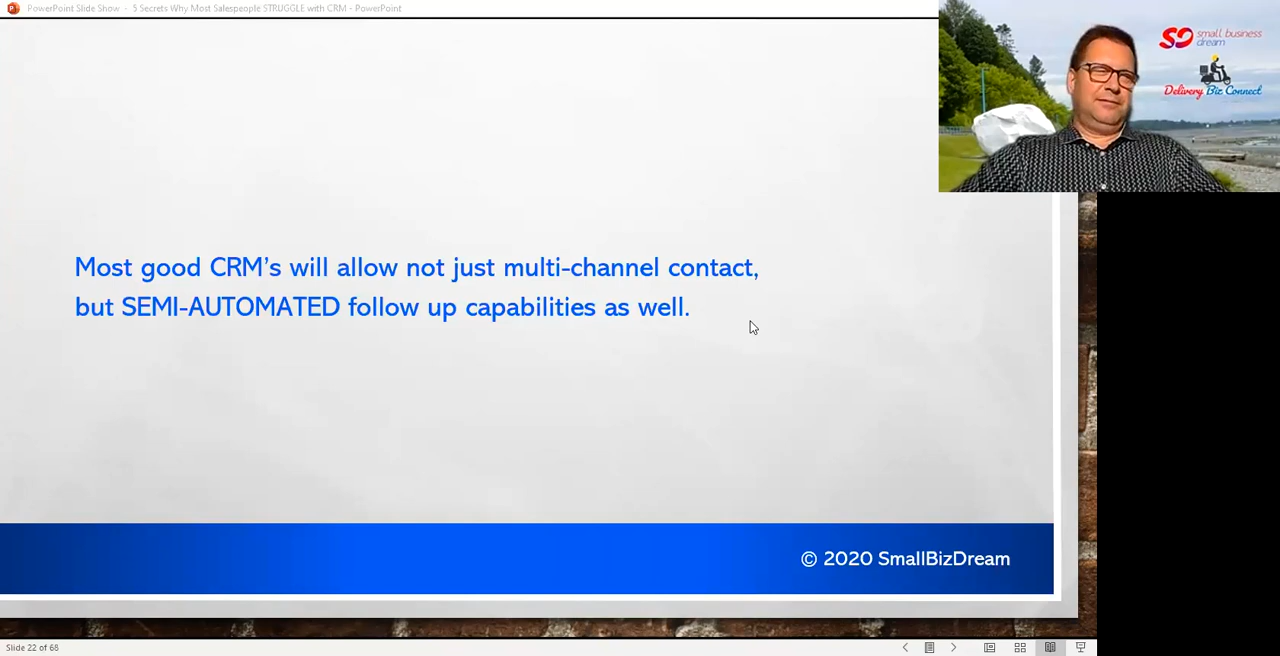 PowerPoint Slide Show - 5 Secrets Why Most Salespeople STRUGGLE with CRM - PowerPoint
small business
dream
Delivery Biz Connect
Most good CRM's will allow not just multi-channel contact,
but SEMI-AUTOMATED follow up capabilities as well.
© 2020 SmallBizDream
Slide 22 of 68